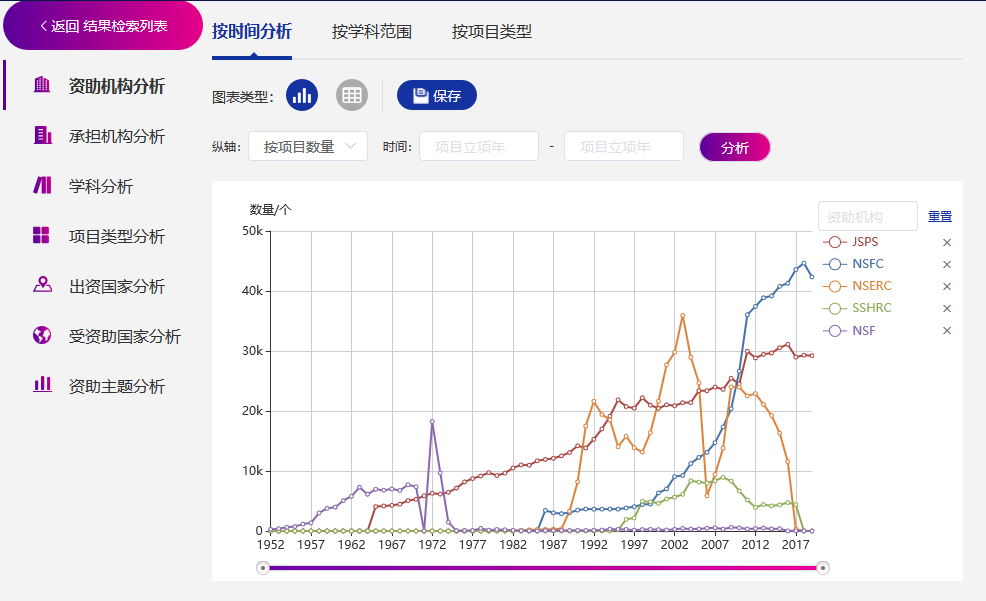 < 返回 结果检索列表
按时间分析 按学科范围 按项目类型
资助机构分析
承担机构分析
学科分析
项目类型分析
出资国家分析
受资助国家分析
资助主题分析
图表类型: 保存
纵轴: 按项目数量 时间: 项目立项年 - 项目立项年 分析
数量/个
资助机构 重置
JSPS ×
NSFC ×
NSERC ×
SSHRC ×
NSF ×
50k
40k
30k
20k
10k
0
1952 1957 1962 1967 1972 1977 1982 1987 1992 1997 2002 2007 2012 2017